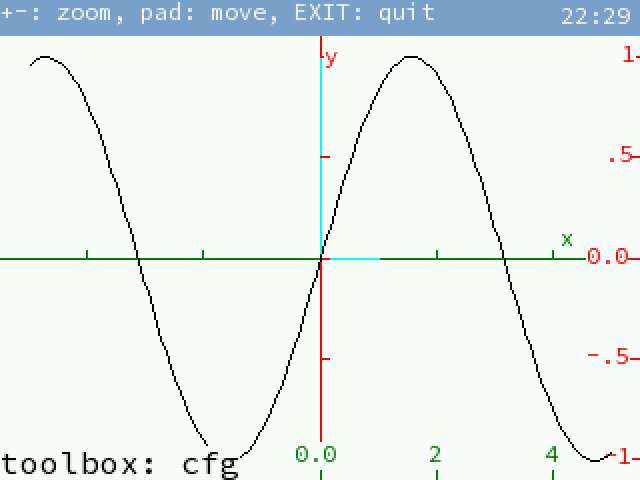 +-: zoom, pad: move, EXIT: quit 22:29
y 1
.5
x
0.0
-.5
0.0 2 4 -1
toolbox: cfg